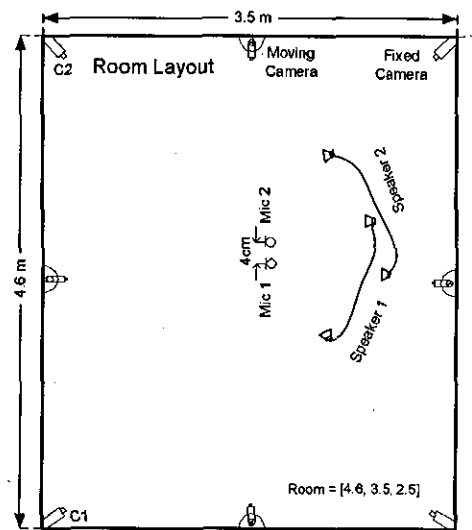 3.5 m
C2
Room Layout
Moving
Camera
Fixed
Camera
Speaker 2
Mic 2
4cm
Mic 1
4.6 m
Speaker 1
Room = [4.6, 3.5, 2.5]
C1